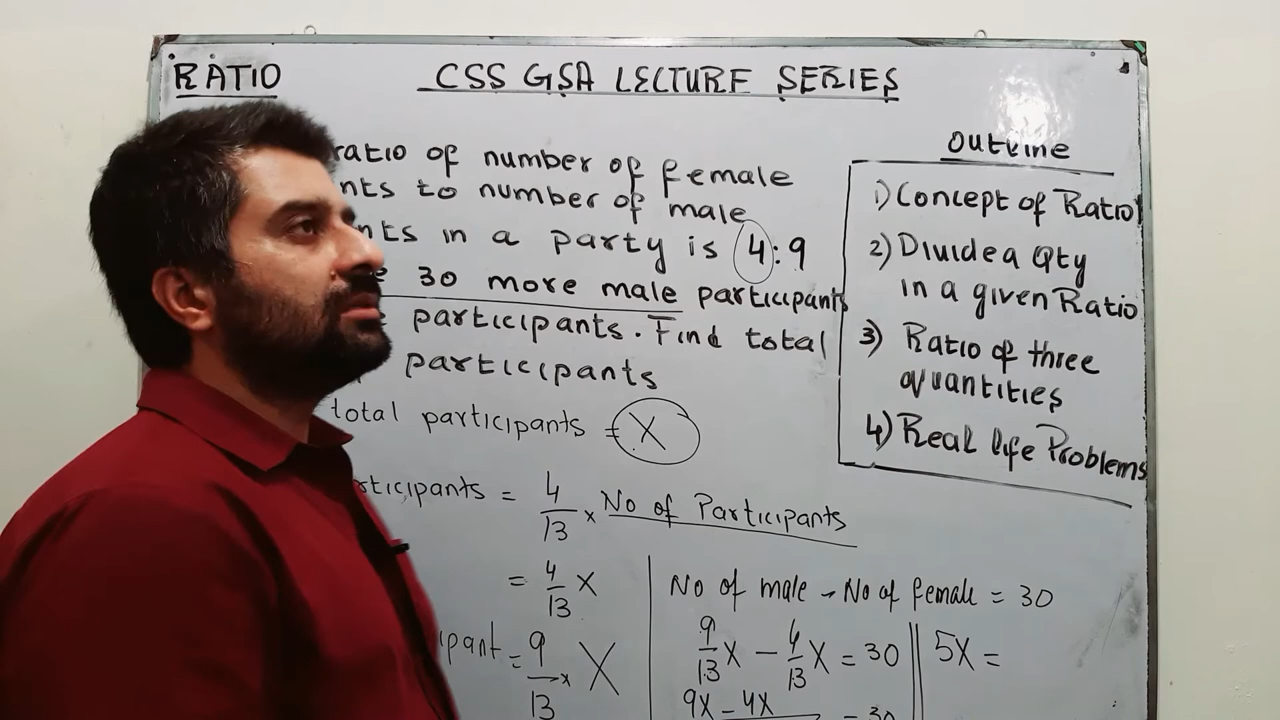 RATIO
CSS GSA LECTURE SERIES
ratio of number of female
nts to number of male
nts in a party is 4:9
30 more male participants
participants. Find total
participants
total participants = X
rticipants = 4/13 × No of Participants
= 4/13 X
ipant = 9/13 × X
No of male - No of female = 30
9/13 X - 4/13 X = 30
9X - 4X = 30
5X =
Outline
1) Concept of Ratio
2) Divide a Qty
in a given Ratio
3) Ratio of three
quantities
4) Real life Problems